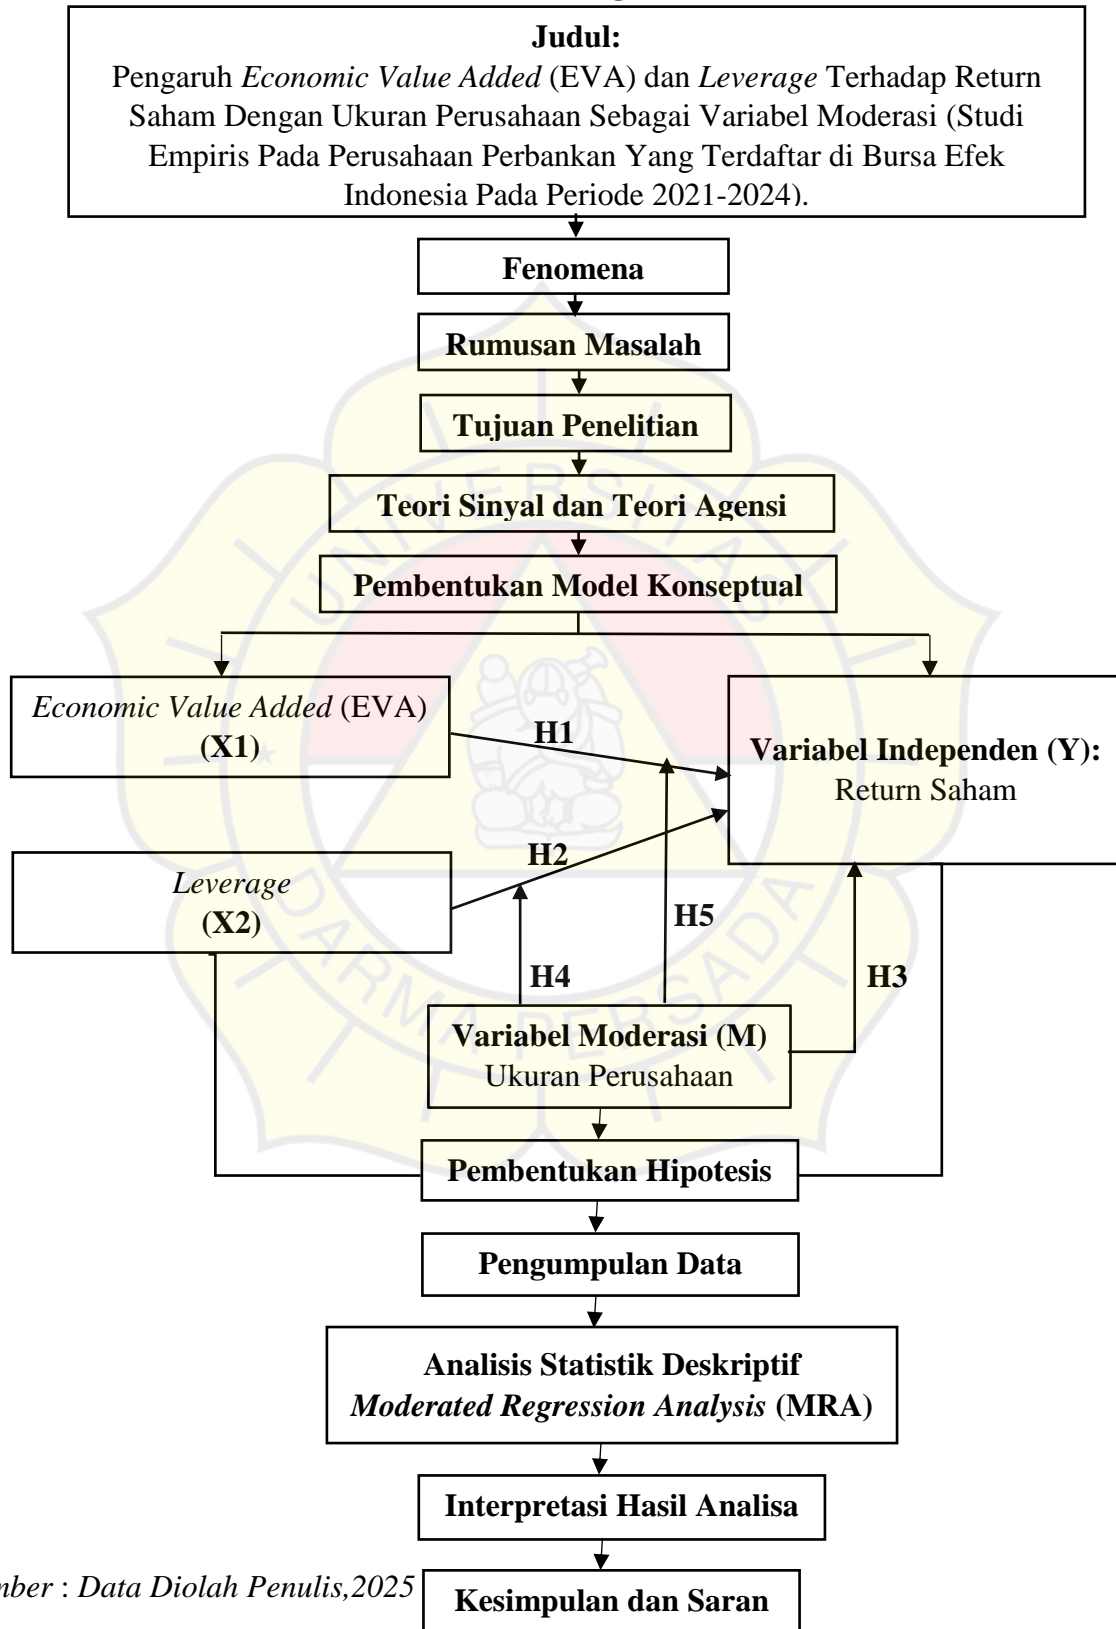 Judul:
Pengaruh Economic Value Added (EVA) dan Leverage Terhadap Return
Saham Dengan Ukuran Perusahaan Sebagai Variabel Moderasi (Studi
Empiris Pada Perusahaan Perbankan Yang Terdaftar di Bursa Efek
Indonesia Pada Periode 2021-2024).
Fenomena
Rumusan Masalah
Tujuan Penelitian
Teori Sinyal dan Teori Agensi
Pembentukan Model Konseptual
Economic Value Added (EVA)
(X1)
H1
Variabel Independen (Y):
Return Saham
Leverage
(X2)
H2
H5
H4
H3
Variabel Moderasi (M)
Ukuran Perusahaan
Pembentukan Hipotesis
Pengumpulan Data
Analisis Statistik Deskriptif
Moderated Regression Analysis (MRA)
Interpretasi Hasil Analisa
mber : Data Diolah Penulis,2025
Kesimpulan dan Saran
UNIVERSITAS
DARMA PERSADA